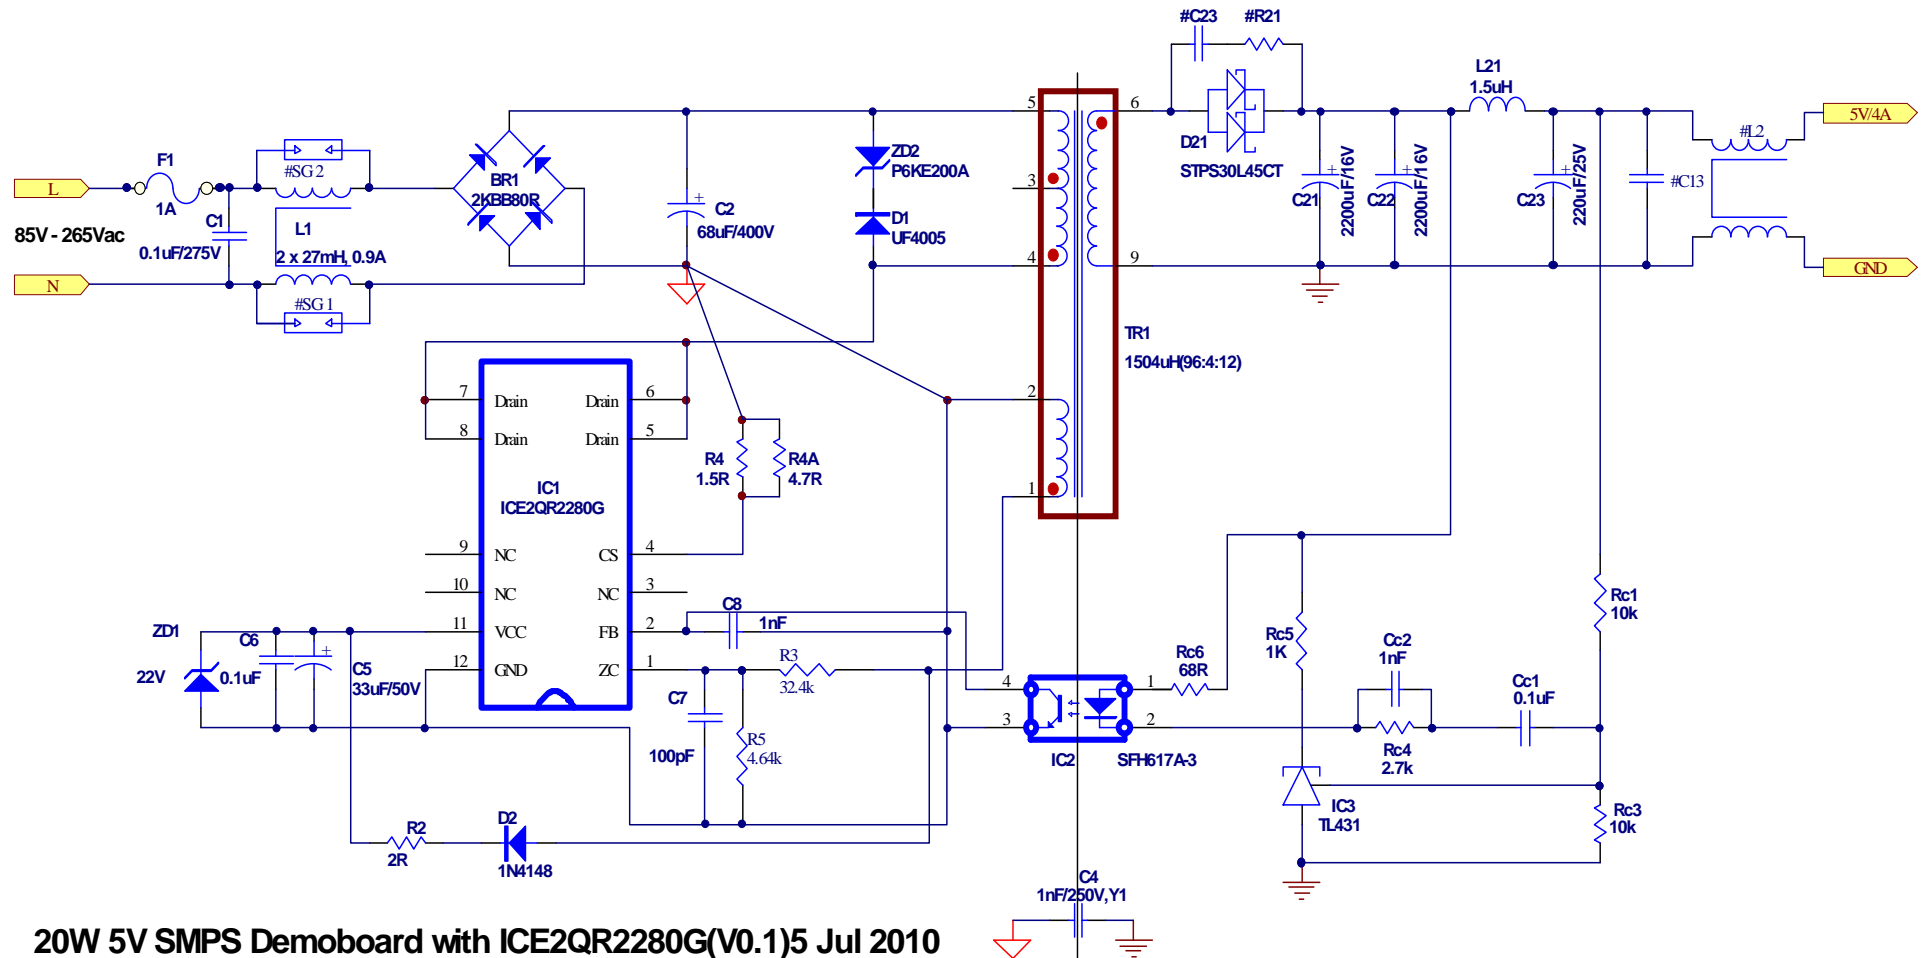 #C23
#R21
L21
1.5uH
5
6
5V/4A
#L2
D21
STPS30L45CT
ZD2
P6KE200A
F1
#SG2
BR1
2KBB80R
3
+
C21
2200uF/16V
+
C22
2200uF/16V
+
C23
220uF/25V
#C13
L
1A
C1
L1
+
C2
68uF/400V
D1
UF4005
85V - 265Vac
0.1uF/275V
2 x 27mH, 0.9A
4
9
GND
N
#SG1
TR1
1504uH(96:4:12)
7
Drain
Drain
6
2
8
Drain
Drain
5
R4
1.5R
R4A
4.7R
IC1
ICE2QR2280G
1
9
NC
CS
4
10
NC
NC
3
Rc1
10k
C8
1nF
ZD1
C6
11
VCC
FB
2
Rc5
1K
Cc2
1nF
Rc6
68R
22V
0.1uF
+
C5
33uF/50V
12
GND
ZC
1
R3
32.4k
4
1
Cc1
0.1uF
C7
100pF
R5
4.64k
3
2
IC2
SFH617A-3
Rc4
2.7k
IC3
TL431
Rc3
10k
R2
2R
D2
1N4148
C4
1nF/250V,Y1
20W 5V SMPS Demoboard with ICE2QR2280G(V0.1)5 Jul 2010